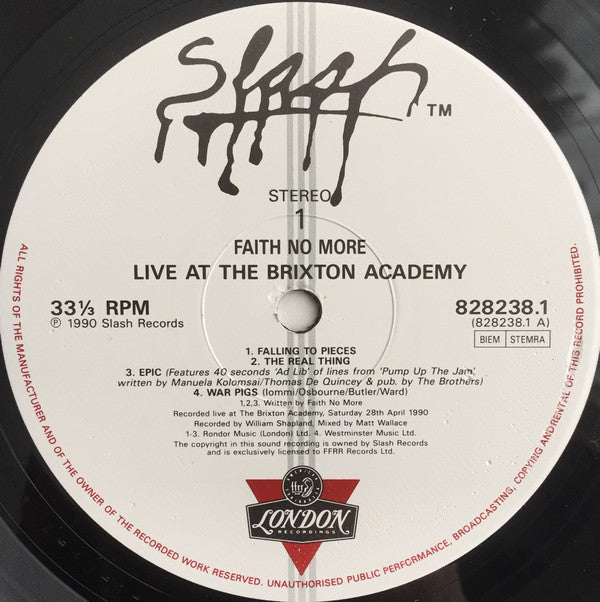 Slash ™
STEREO
1
FAITH NO MORE
LIVE AT THE BRIXTON ACADEMY
33⅓ RPM
℗ 1990 Slash Records
828238.1
(828238.1 A)
BIEM STEMRA
1. FALLING TO PIECES
2. THE REAL THING
3. EPIC (Features 40 seconds 'Ad Lib' of lines from 'Pump Up The Jam'
written by Manuela Kolomsai/Thomas De Quincey & pub. by The Brothers)
4. WAR PIGS (Iommi/Osbourne/Butler/Ward)
1,2,3. Written by Faith No More
Recorded live at The Brixton Academy, Saturday 28th April 1990
Recorded by William Shapland, Mixed by Matt Wallace
1-3. Rondor Music (London) Ltd. 4. Westminster Music Ltd.
The copyright in this sound recording is owned by Slash Records
and is exclusively licensed to FFRR Records Ltd.
ffrr
LONDON
RECORDINGS
ALL RIGHTS OF THE MANUFACTURER AND OF THE OWNER OF THE RECORDED WORK RESERVED. UNAUTHORISED PUBLIC PERFORMANCE, BROADCASTING, COPYING ANDRENTAL OF THIS RECORD PROHIBITED.